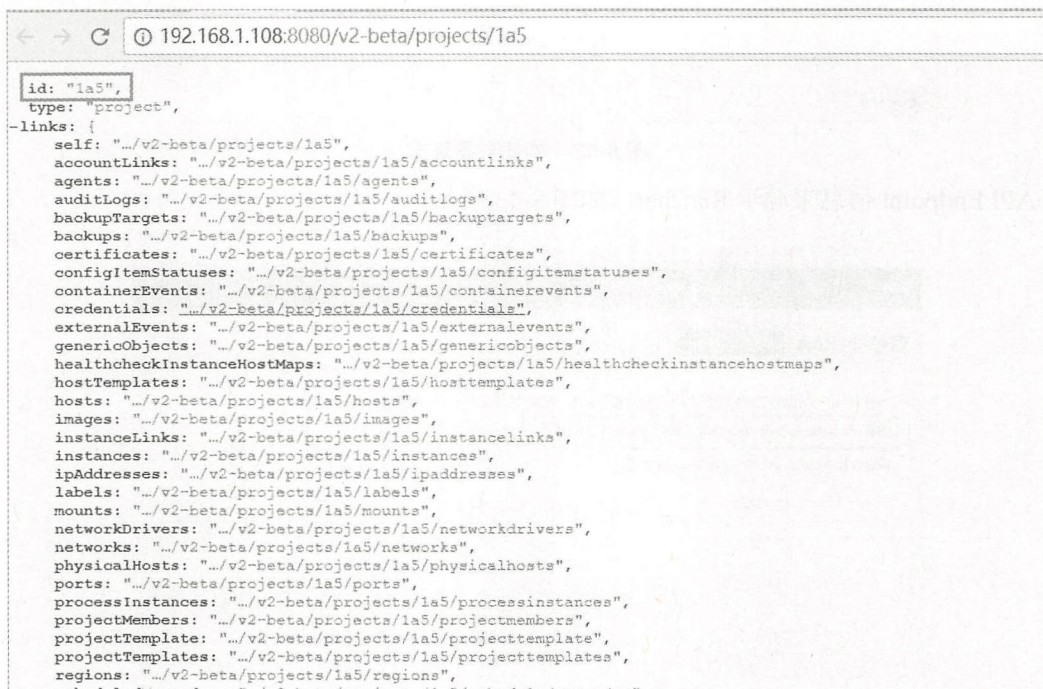 192.168.1.108:8080/v2-beta/projects/1a5
id: "1a5",
type: "project",
–links: {
self: "…/v2-beta/projects/1a5",
accountLinks: "…/v2-beta/projects/1a5/accountlinks",
agents: "…/v2-beta/projects/1a5/agents",
auditLogs: "…/v2-beta/projects/1a5/auditlogs",
backupTargets: "…/v2-beta/projects/1a5/backuptargets",
backups: "…/v2-beta/projects/1a5/backups",
certificates: "…/v2-beta/projects/1a5/certificates",
configItemStatuses: "…/v2-beta/projects/1a5/configitemstatuses",
containerEvents: "…/v2-beta/projects/1a5/containerevents",
credentials: "…/v2-beta/projects/1a5/credentials",
externalEvents: "…/v2-beta/projects/1a5/externalevents",
genericObjects: "…/v2-beta/projects/1a5/genericobjects",
healthcheckInstanceHostMaps: "…/v2-beta/projects/1a5/healthcheckinstancehostmaps",
hostTemplates: "…/v2-beta/projects/1a5/hosttemplates",
hosts: "…/v2-beta/projects/1a5/hosts",
images: "…/v2-beta/projects/1a5/images",
instanceLinks: "…/v2-beta/projects/1a5/instancelinks",
instances: "…/v2-beta/projects/1a5/instances",
ipAddresses: "…/v2-beta/projects/1a5/ipaddresses",
labels: "…/v2-beta/projects/1a5/labels",
mounts: "…/v2-beta/projects/1a5/mounts",
networkDrivers: "…/v2-beta/projects/1a5/networkdrivers",
networks: "…/v2-beta/projects/1a5/networks",
physicalHosts: "…/v2-beta/projects/1a5/physicalhosts",
ports: "…/v2-beta/projects/1a5/ports",
processInstances: "…/v2-beta/projects/1a5/processinstances",
projectMembers: "…/v2-beta/projects/1a5/projectmembers",
projectTemplate: "…/v2-beta/projects/1a5/projecttemplate",
projectTemplates: "…/v2-beta/projects/1a5/projecttemplates",
regions: "…/v2-beta/projects/1a5/regions",